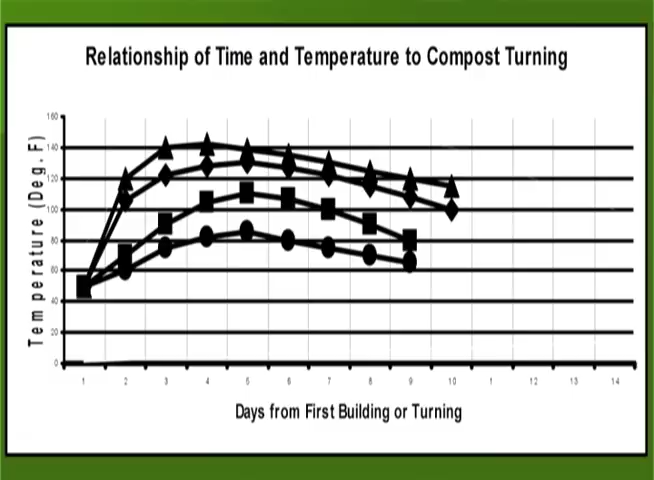 Relationship of Time and Temperature to Compost Turning
Temperature (Deg. F)
160
140
120
100
80
60
40
20
0
1 2 3 4 5 6 7 8 9 10 1 12 13 14
Days from First Building or Turning